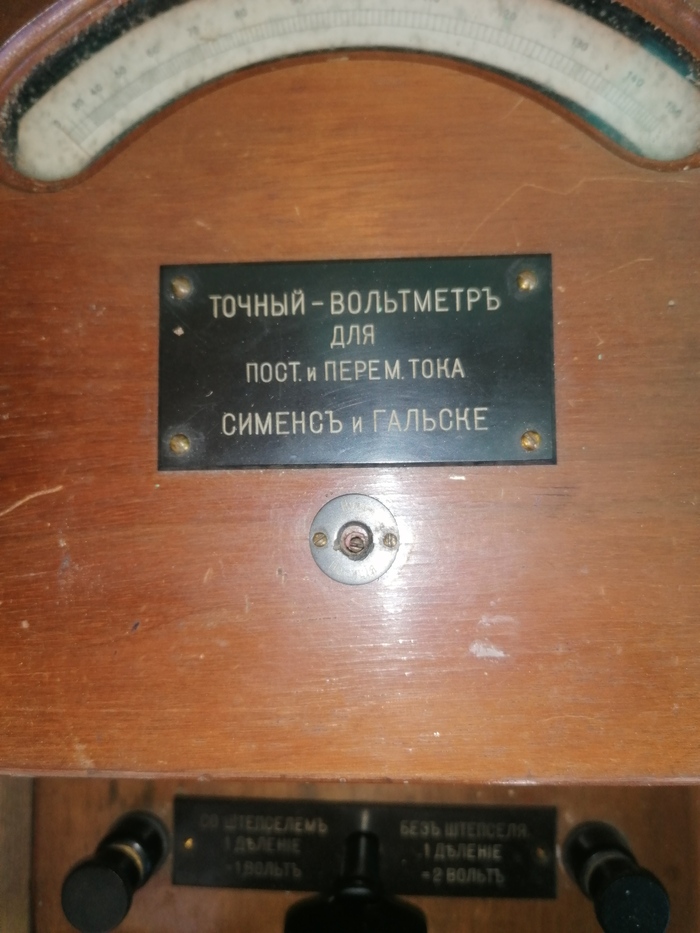 ТОЧНЫЙ – ВОЛЬТМЕТРЪ
ДЛЯ
ПОСТ. и ПЕРЕМ. ТОКА
СИМЕНСЪ и ГАЛЬСКЕ
СО ШТЕПСЕЛЕМЪ
1 ДѢЛЕНІЕ
=1 ВОЛЬТЪ
БЕЗЪ ШТЕПСЕЛЯ
1 ДѢЛЕНІЕ
=2 ВОЛЬТЪ